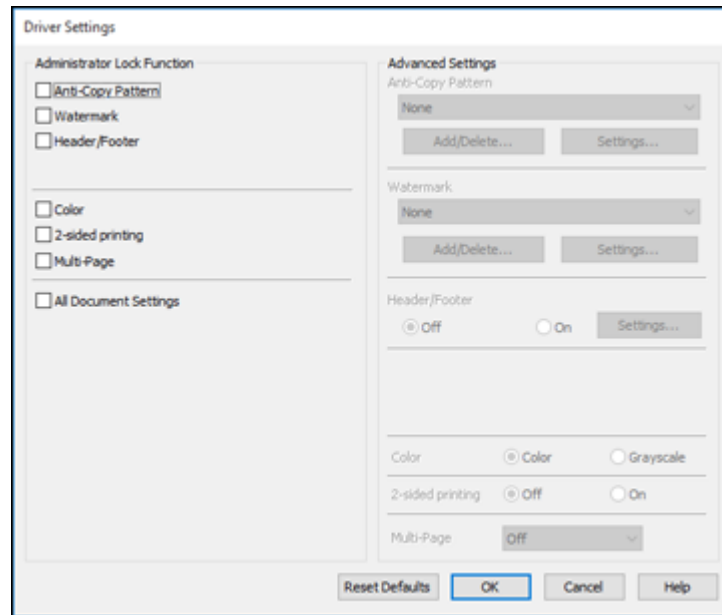 Driver Settings
Administrator Lock Function
Anti-Copy Pattern
Watermark
Header/Footer
Color
2-sided printing
Multi-Page
All Document Settings
Advanced Settings
Anti-Copy Pattern
None
Add/Delete... Settings...
Watermark
None
Add/Delete... Settings...
Header/Footer
Off On Settings...
Color Color Grayscale
2-sided printing Off On
Multi-Page Off
Reset Defaults OK Cancel Help